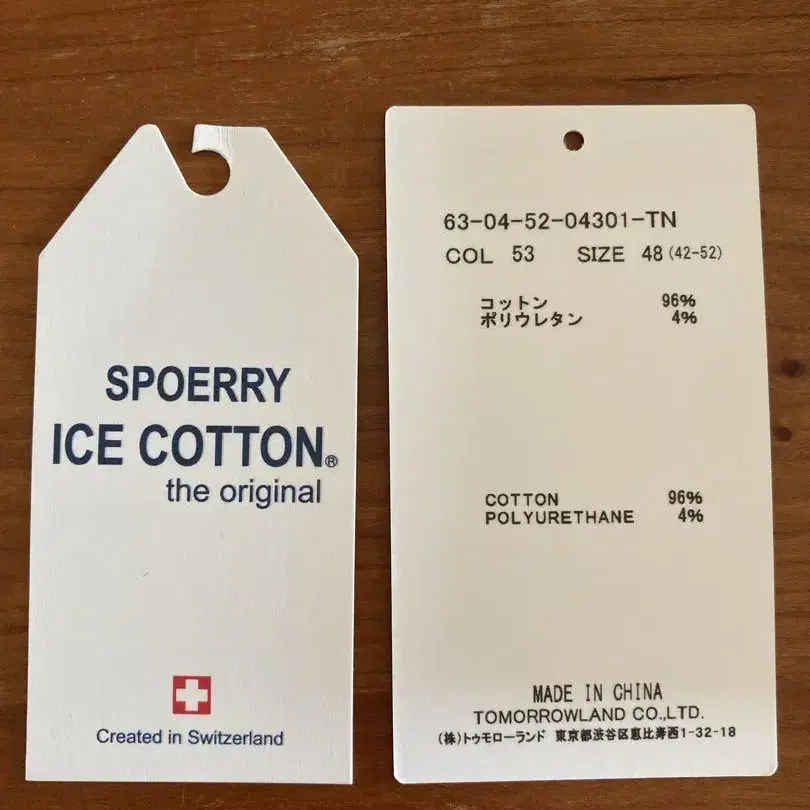 SPOERRY
ICE COTTON®
the original
Created in Switzerland
63-04-52-04301-TN
COL 53 SIZE 48 (42-52)
コットン 96%
ポリウレタン 4%
COTTON 96%
POLYURETHANE 4%
MADE IN CHINA
TOMORROWLAND CO.,LTD.
(株)トゥモローランド 東京都渋谷区恵比寿西1-32-18